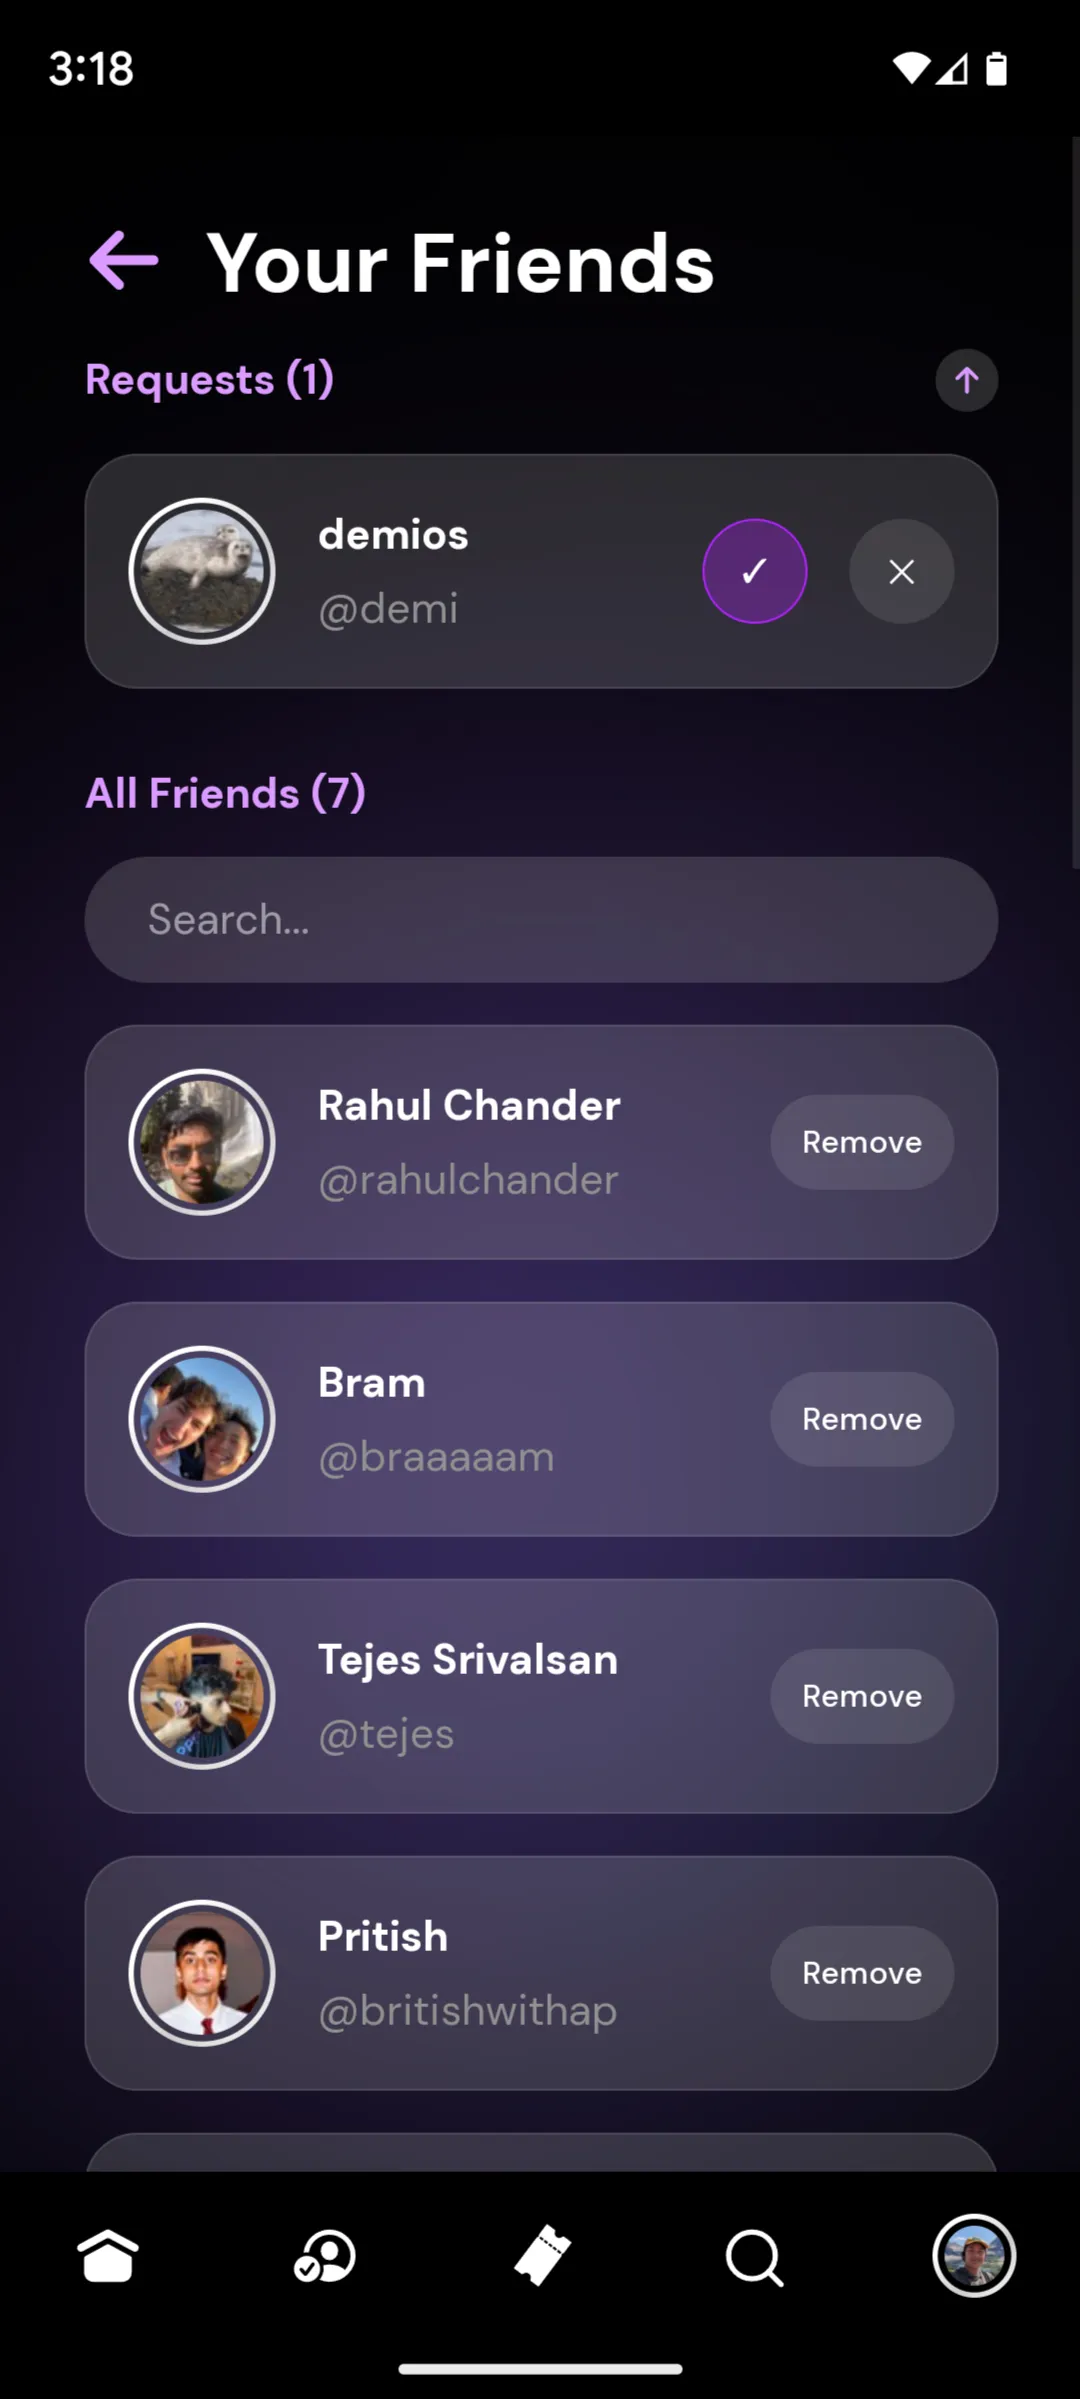 3:18
Your Friends
Requests (1)
demios
@demi
All Friends (7)
Search...
Rahul Chander
@rahulchander
Remove
Bram
@braaaaam
Remove
Tejes Srivalsan
@tejes
Remove
Pritish
@britishwithap
Remove